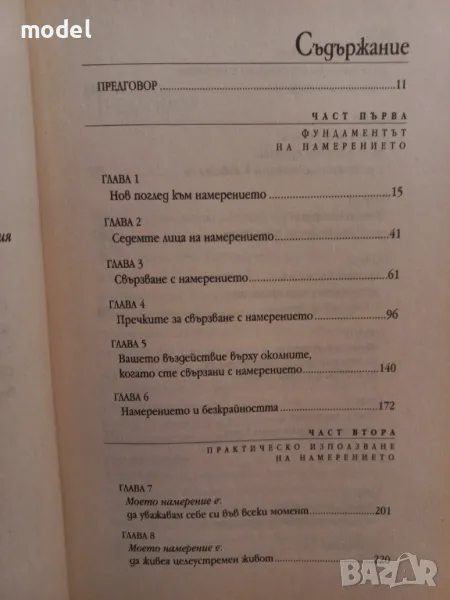 model
Съдържание
ПРЕДГОВОР 11
ЧАСТ ПЪРВА
ФУНДАМЕНТЪТ
НА НАМЕРЕНИЕТО
ГЛАВА 1
Нов поглед към намерението 15
ГЛАВА 2
Седемте лица на намерението 41
ГЛАВА 3
Свързване с намерението 61
ГЛАВА 4
Пречките за свързване с намерението 96
ГЛАВА 5
Вашето въздействие върху околните,
когато сте свързани с намерението 140
ГЛАВА 6
Намерението и безкрайността 172
ЧАСТ ВТОРА
ПРАКТИЧЕСКО ИЗПОЛЗВАНЕ
НА НАМЕРЕНИЕТО
ГЛАВА 7
Моето намерение е:
да уважавам себе си във всеки момент 201
ГЛАВА 8
Моето намерение е:
да живея целеустремен живот 220
BAZAR